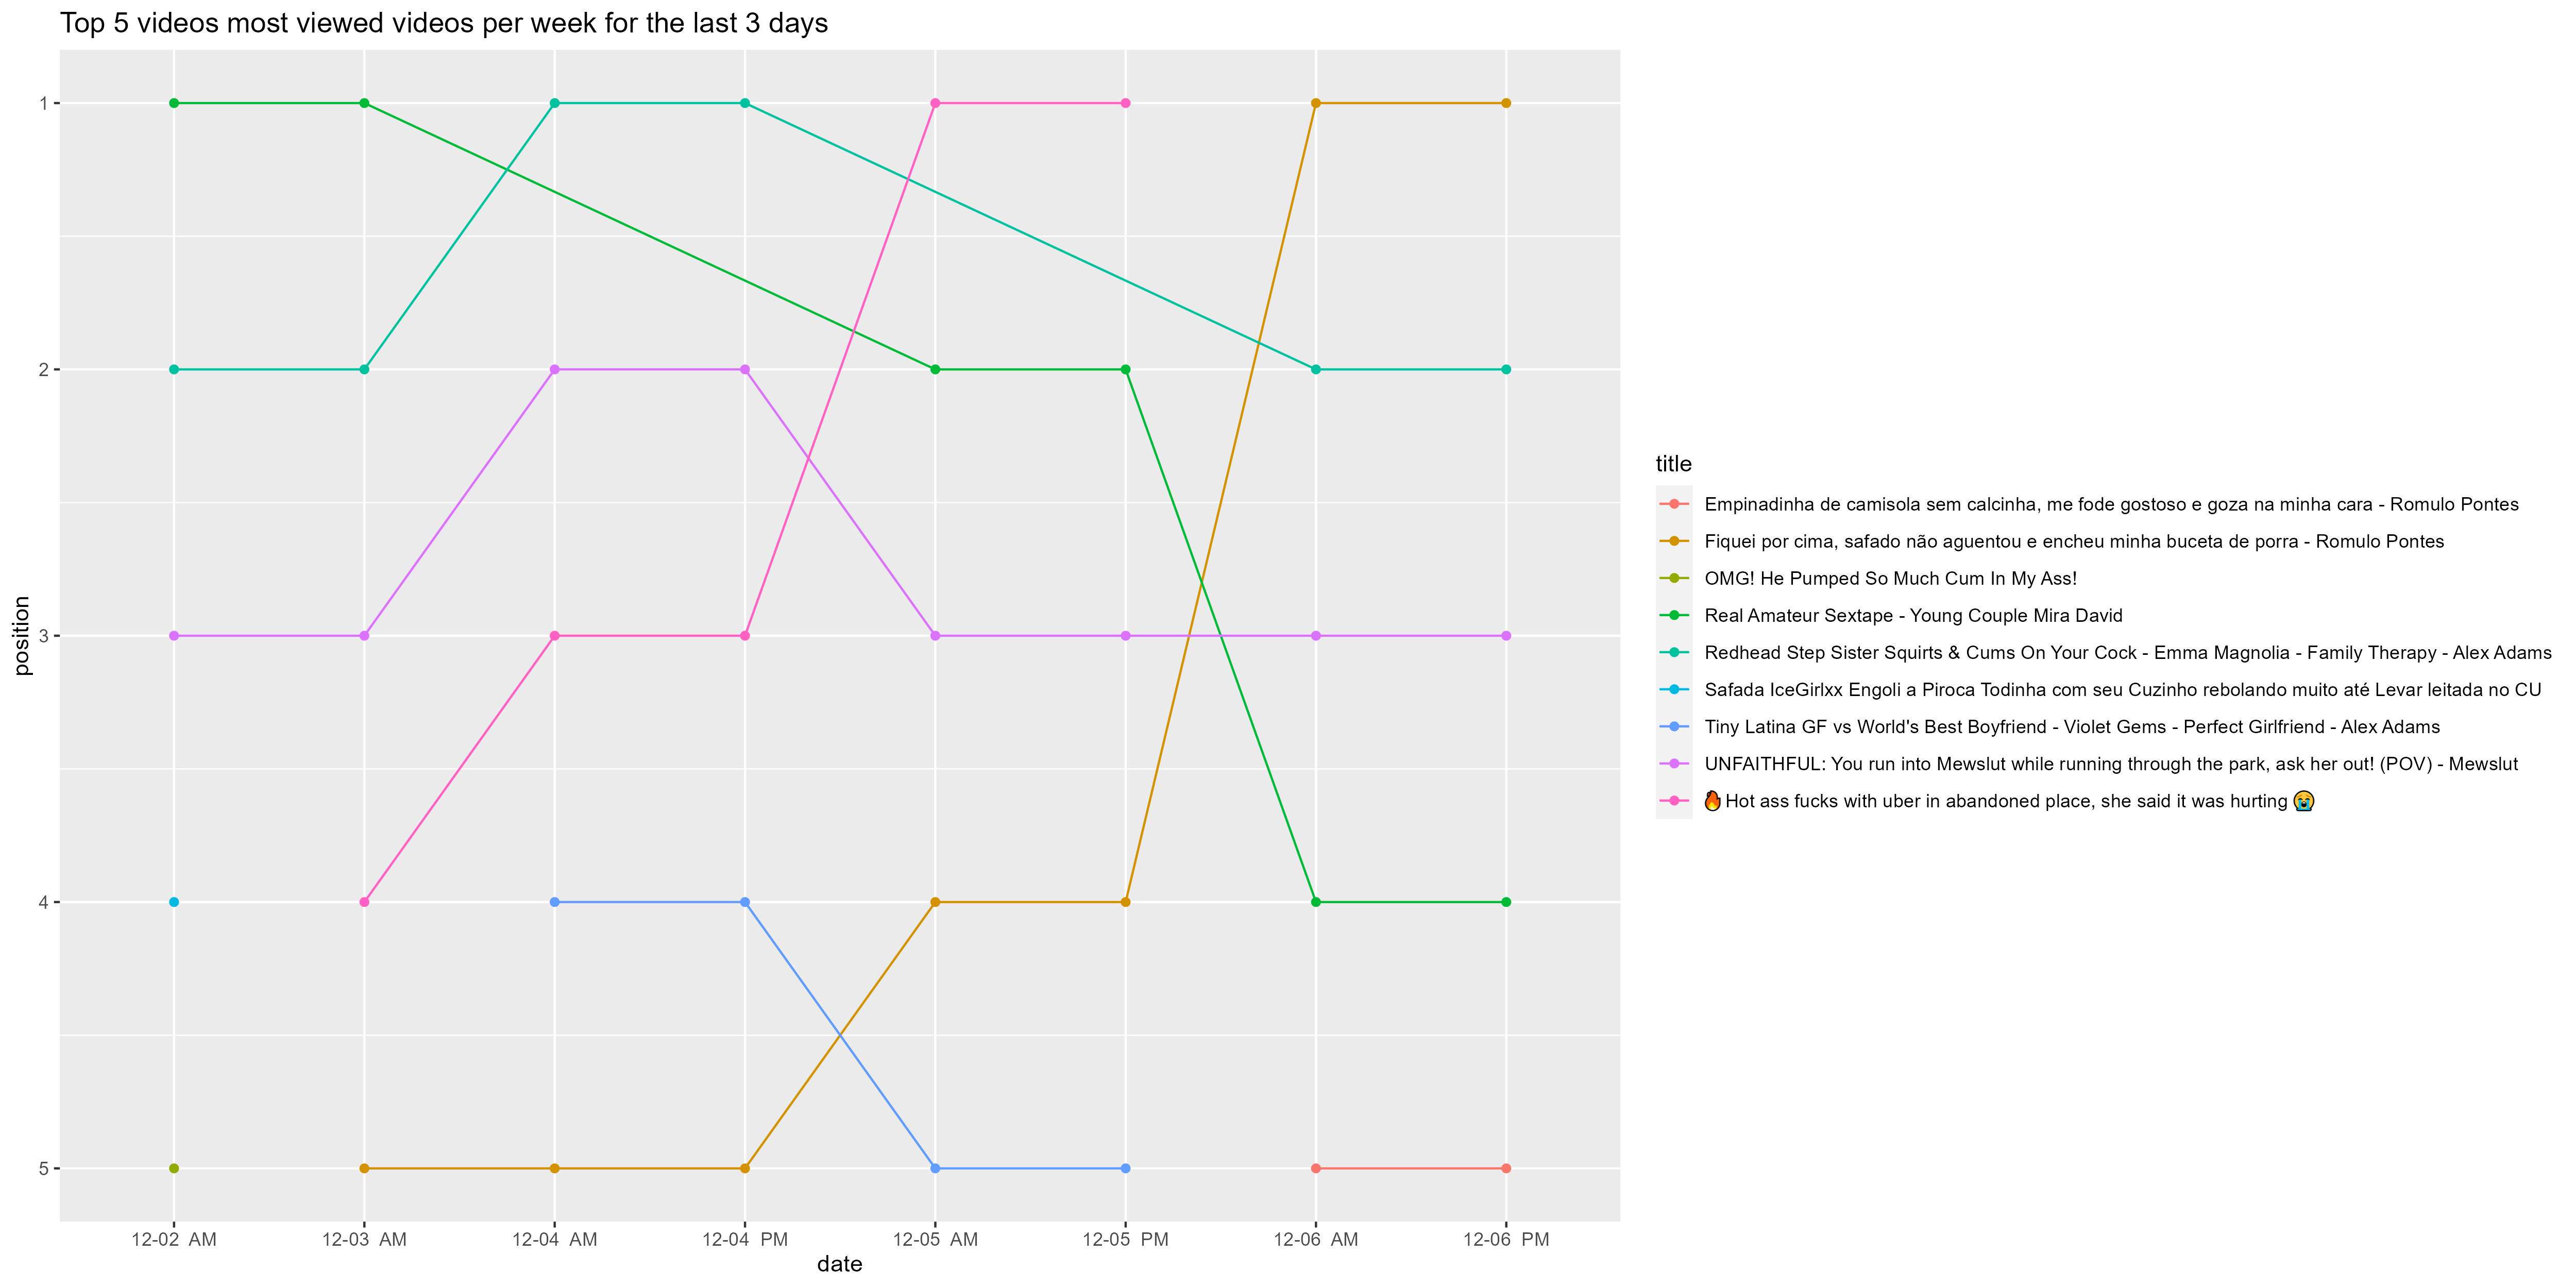 Top 5 videos most viewed videos per week for the last 3 days
position
1
2
3
4
5
12-02 AM
12-03 AM
12-04 AM
12-04 PM
12-05 AM
12-05 PM
12-06 AM
12-06 PM
date
title
Empinadinha de camisola sem calcinha, me fode gostoso e goza na minha cara - Romulo Pontes
Fiquei por cima, safado não aguentou e encheu minha buceta de porra - Romulo Pontes
OMG! He Pumped So Much Cum In My Ass!
Real Amateur Sextape - Young Couple Mira David
Redhead Step Sister Squirts & Cums On Your Cock - Emma Magnolia - Family Therapy - Alex Adams
Safada IceGirlxx Engoli a Piroca Todinha com seu Cuzinho rebolando muito até Levar leitada no CU
Tiny Latina GF vs World's Best Boyfriend - Violet Gems - Perfect Girlfriend - Alex Adams
UNFAITHFUL: You run into Mewslut while running through the park, ask her out! (POV) - Mewslut
🔥 Hot ass fucks with uber in abandoned place, she said it was hurting 😭